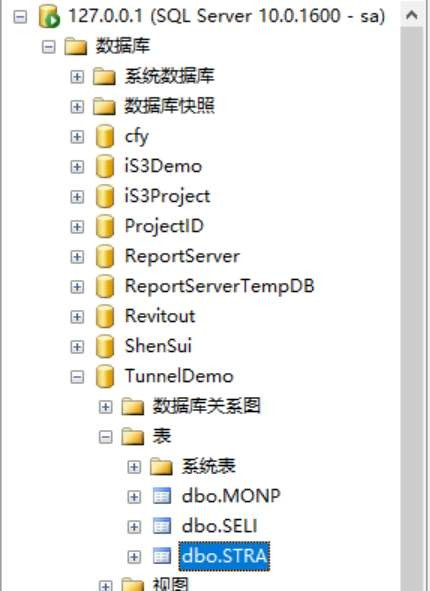 127.0.0.1 (SQL Server 10.0.1600 - sa)
数据库
系统数据库
数据库快照
cfy
iS3Demo
iS3Project
ProjectID
ReportServer
ReportServerTempDB
Revitout
ShenSui
TunnelDemo
数据库关系图
表
系统表
dbo.MONP
dbo.SELI
dbo.STRA
视图